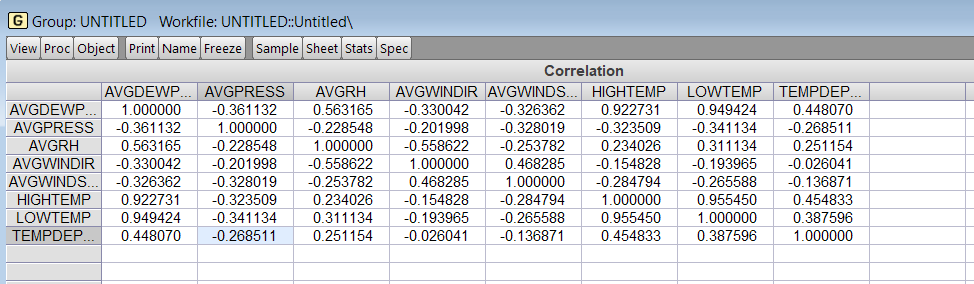 G Group: UNTITLED Workfile: UNTITLED::Untitled\
View Proc Object Print Name Freeze Sample Sheet Stats Spec
Correlation
AVGDEWP... AVGPRESS AVGRH AVGWINDIR AVGWINDS... HIGHTEMP LOWTEMP TEMPDEP...
AVGDEWP... 1.000000 -0.361132 0.563165 -0.330042 -0.326362 0.922731 0.949424 0.448070
AVGPRESS -0.361132 1.000000 -0.228548 -0.201998 -0.328019 -0.323509 -0.341134 -0.268511
AVGRH 0.563165 -0.228548 1.000000 -0.558622 -0.253782 0.234026 0.311134 0.251154
AVGWINDIR -0.330042 -0.201998 -0.558622 1.000000 0.468285 -0.154828 -0.193965 -0.026041
AVGWINDS... -0.326362 -0.328019 -0.253782 0.468285 1.000000 -0.284794 -0.265588 -0.136871
HIGHTEMP 0.922731 -0.323509 0.234026 -0.154828 -0.284794 1.000000 0.955450 0.454833
LOWTEMP 0.949424 -0.341134 0.311134 -0.193965 -0.265588 0.955450 1.000000 0.387596
TEMPDEP... 0.448070 -0.268511 0.251154 -0.026041 -0.136871 0.454833 0.387596 1.000000